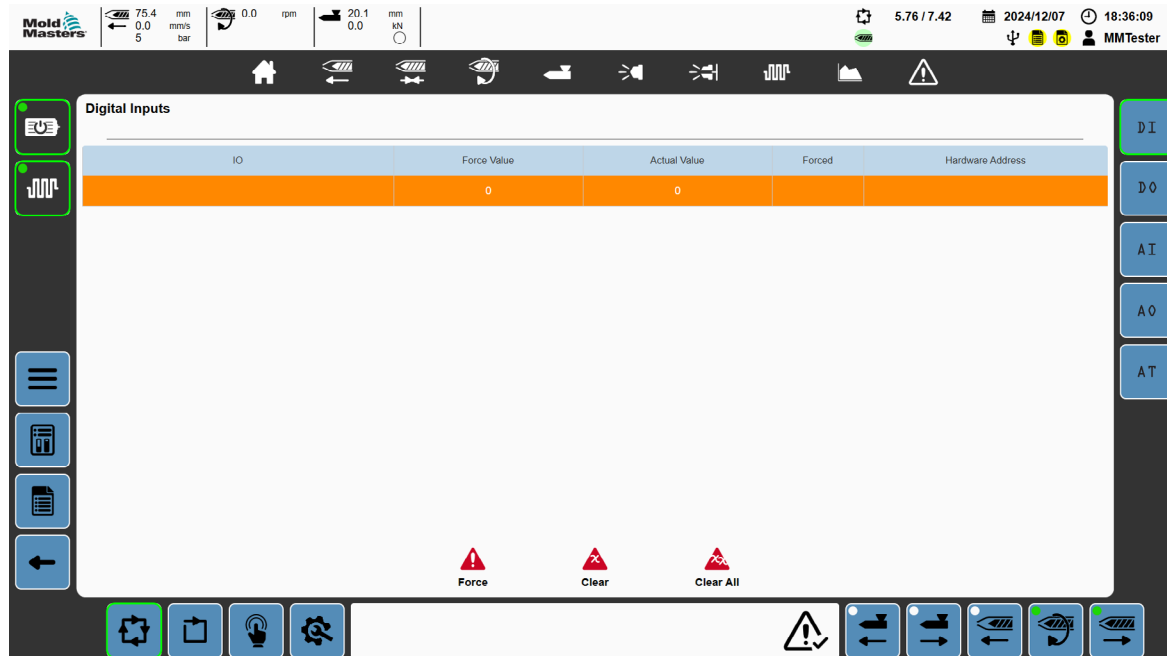 Mold
Masters
75.4 mm
0.0 mm/s
5 bar
0.0 rpm
20.1 mm
0.0 kN
5.76 / 7.42
2024/12/07
18:36:09
MMTester
Digital Inputs
IO Force Value Actual Value Forced Hardware Address
0 0
DI
DO
AI
AO
AT
Force Clear Clear All